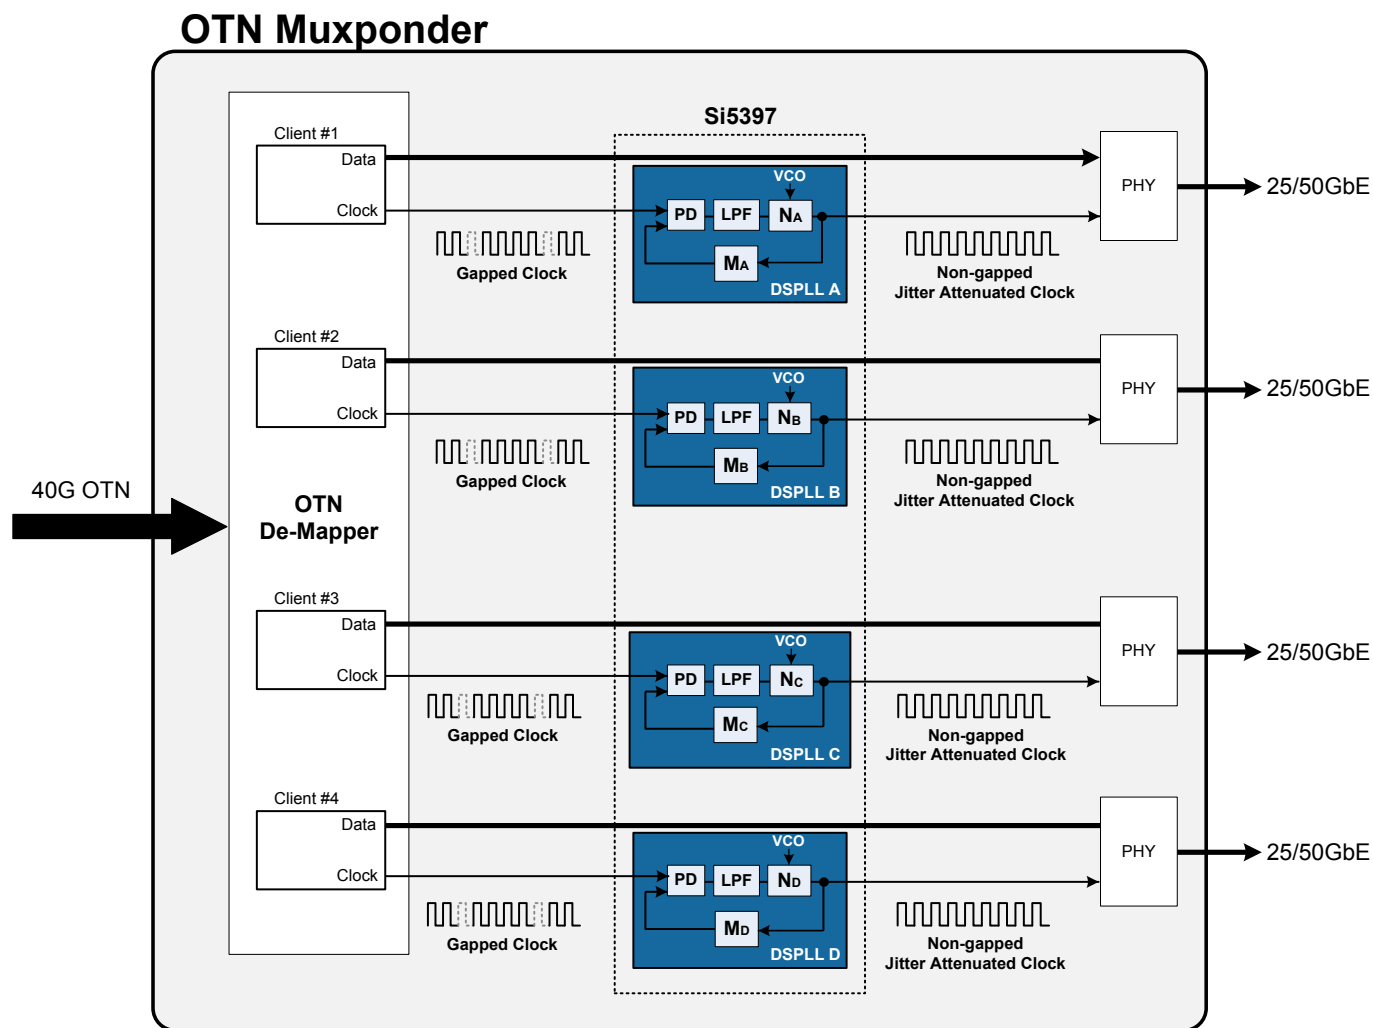 OTN Muxponder
Si5397
Client #1
Data
Clock
VCO
PD
LPF
NA
MA
DSPLL A
Gapped Clock
Non-gapped
Jitter Attenuated Clock
PHY
25/50GbE
Client #2
Data
Clock
VCO
PD
LPF
NB
MB
DSPLL B
Gapped Clock
Non-gapped
Jitter Attenuated Clock
PHY
25/50GbE
40G OTN
OTN
De-Mapper
Client #3
Data
Clock
VCO
PD
LPF
NC
MC
DSPLL C
Gapped Clock
Non-gapped
Jitter Attenuated Clock
PHY
25/50GbE
Client #4
Data
Clock
VCO
PD
LPF
ND
MD
DSPLL D
Gapped Clock
Non-gapped
Jitter Attenuated Clock
PHY
25/50GbE